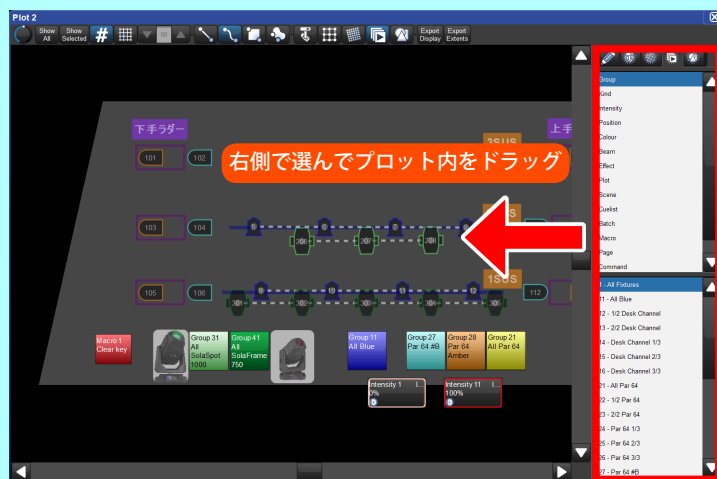 Plot 2
Show All
Show Selected
Export Display
Export Extents
下手ラダー
上手
3SUS
101
102
右側で選んでプロット内をドラッグ
103
104
206
207
208
105
106
1SUS
112
301
302
303
304
305
Macro 1
Clear key
Group 31
All
SolaSpot
1000
Group 41
All
SolaFrame
750
Group 11
All Blue
Group 27
Par 64 #B
Group 28
Par 64
Amber
Group 21
All Par 64
Intensity 1 I...
0%
Intensity 11 I...
100%
Group
Kind
Intensity
Position
Colour
Beam
Effect
Plot
Scene
Cuelist
Batch
Macro
Page
Command
1 - All Fixtures
11 - All Blue
12 - 1/2 Desk Channel
13 - 2/2 Desk Channel
14 - Desk Channel 1/3
15 - Desk Channel 2/3
16 - Desk Channel 3/3
21 - All Par 64
22 - 1/2 Par 64
23 - 2/2 Par 64
24 - Par 64 1/3
25 - Par 64 2/3
26 - Par 64 3/3
27 - Par 64 #B